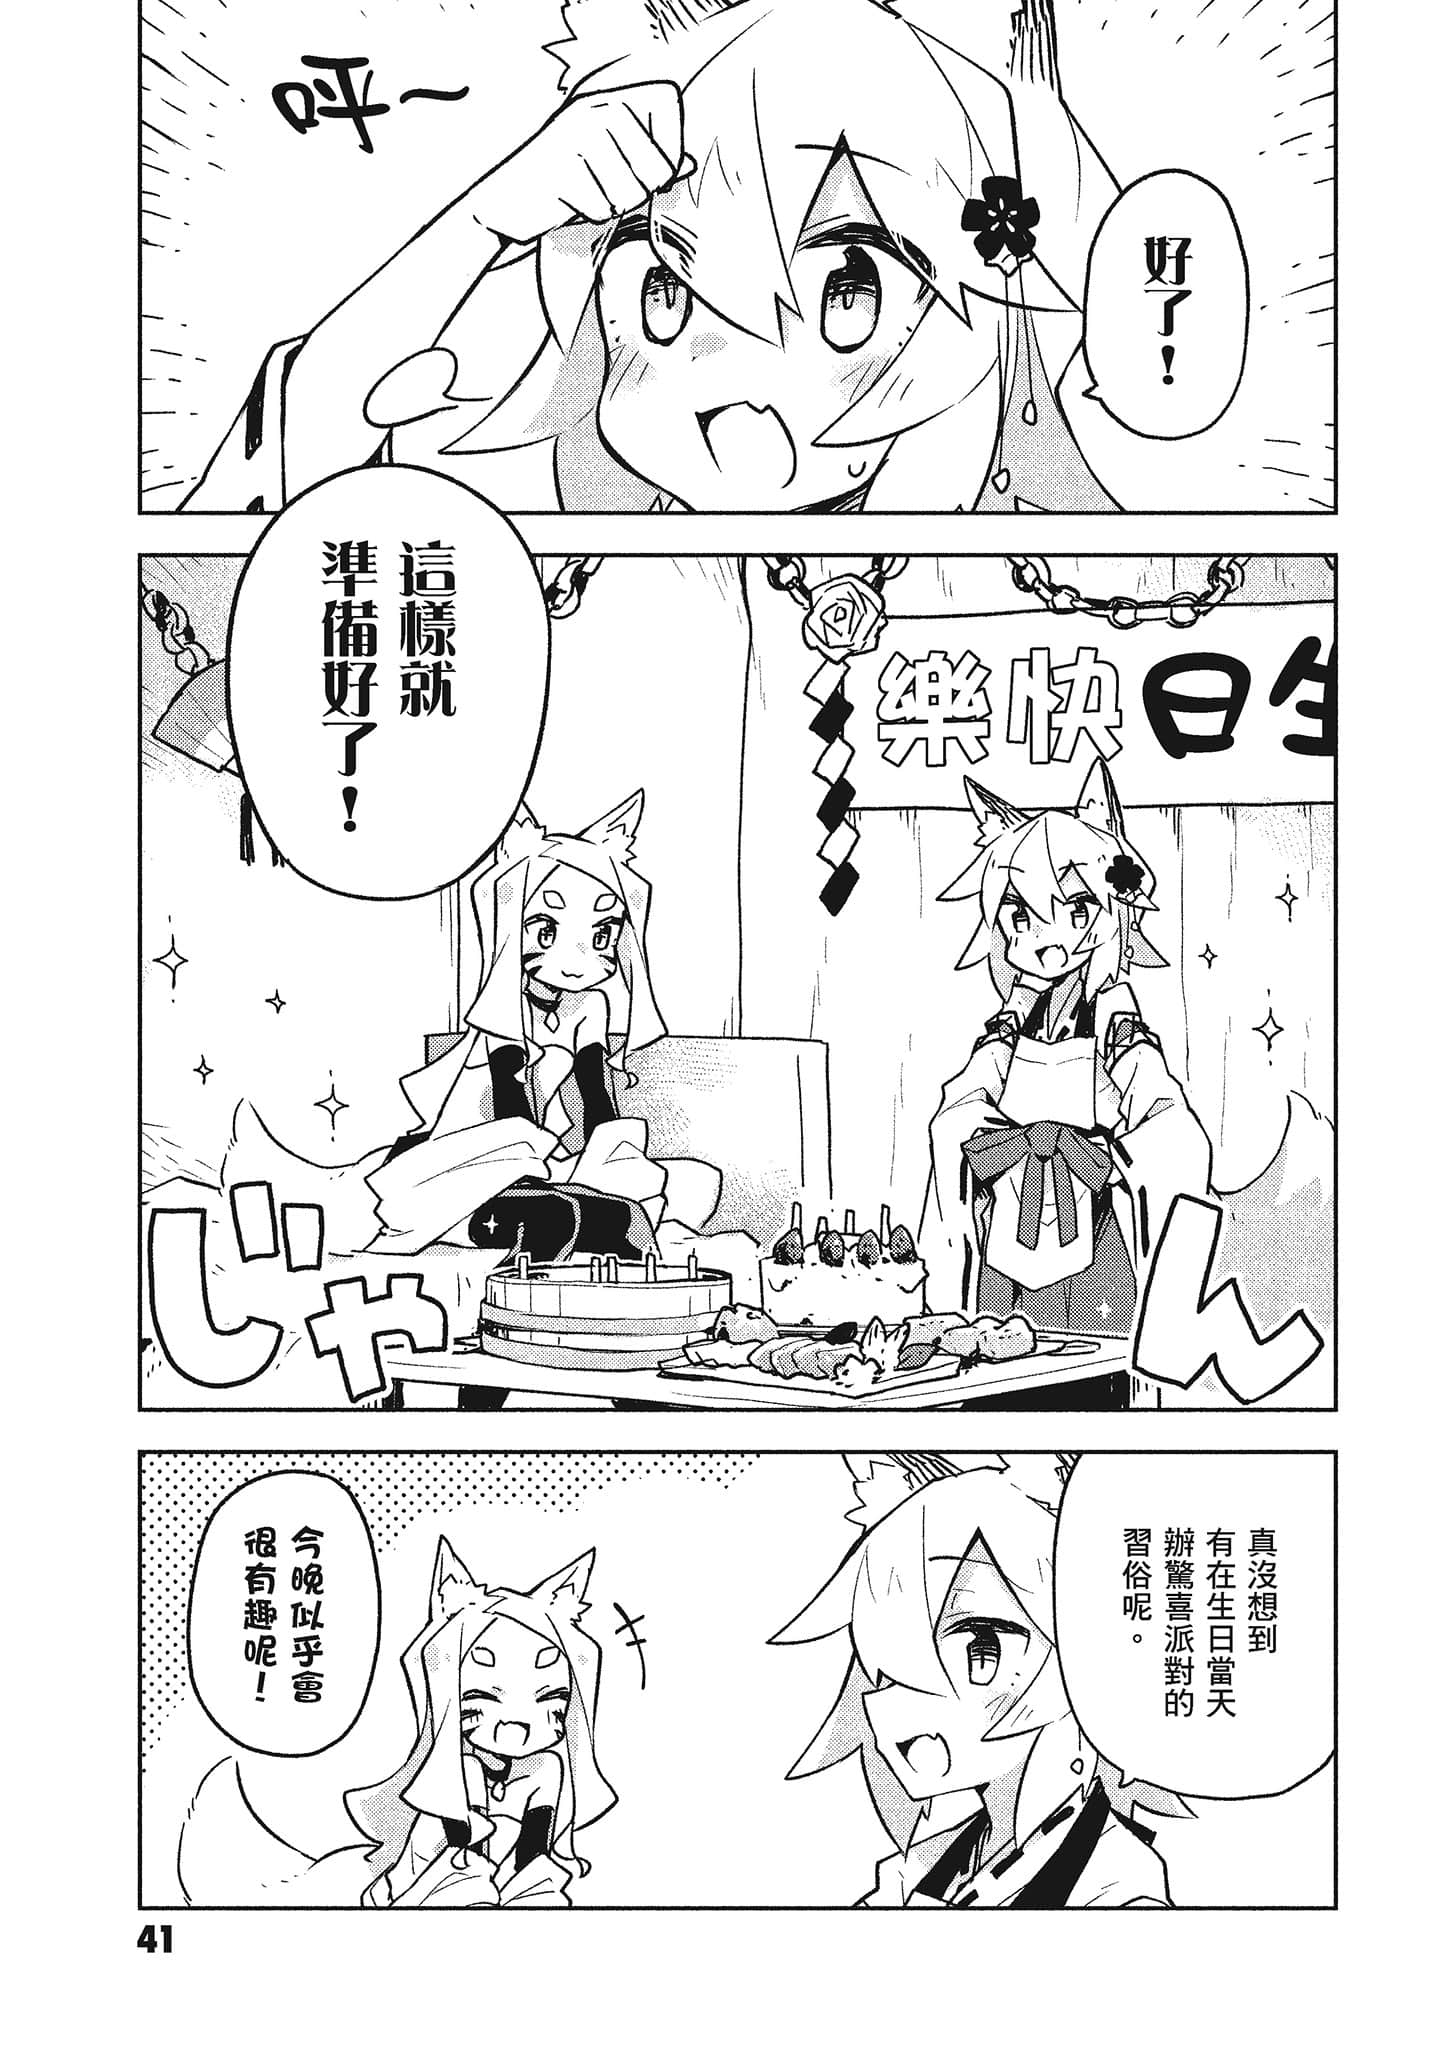 好了！
呼～
生日快樂
這樣就
準備好了！
じゃん
真沒想到
有在生日當天
辦驚喜派對的
習俗呢。
今晚似乎會
很有趣呢！
41